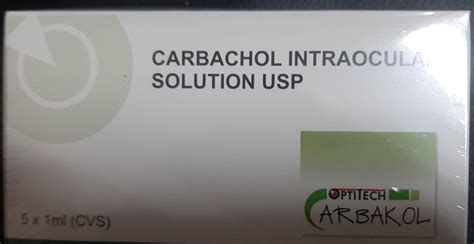 CARBACHOL INTRAOCULA
SOLUTION USP
OPTITECH
CARBAKOL
5 x 1ml (CVS)